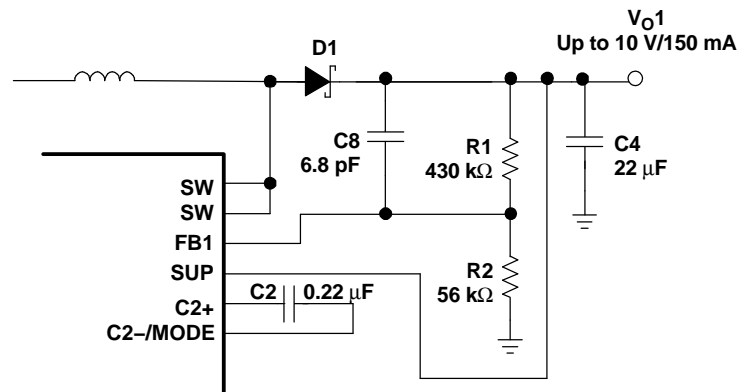 V_O1
Up to 10 V/150 mA
D1
C8
6.8 pF
R1
430 kΩ
C4
22 μF
SW
SW
FB1
SUP
C2 0.22 μF
C2+
C2–/MODE
R2
56 kΩ